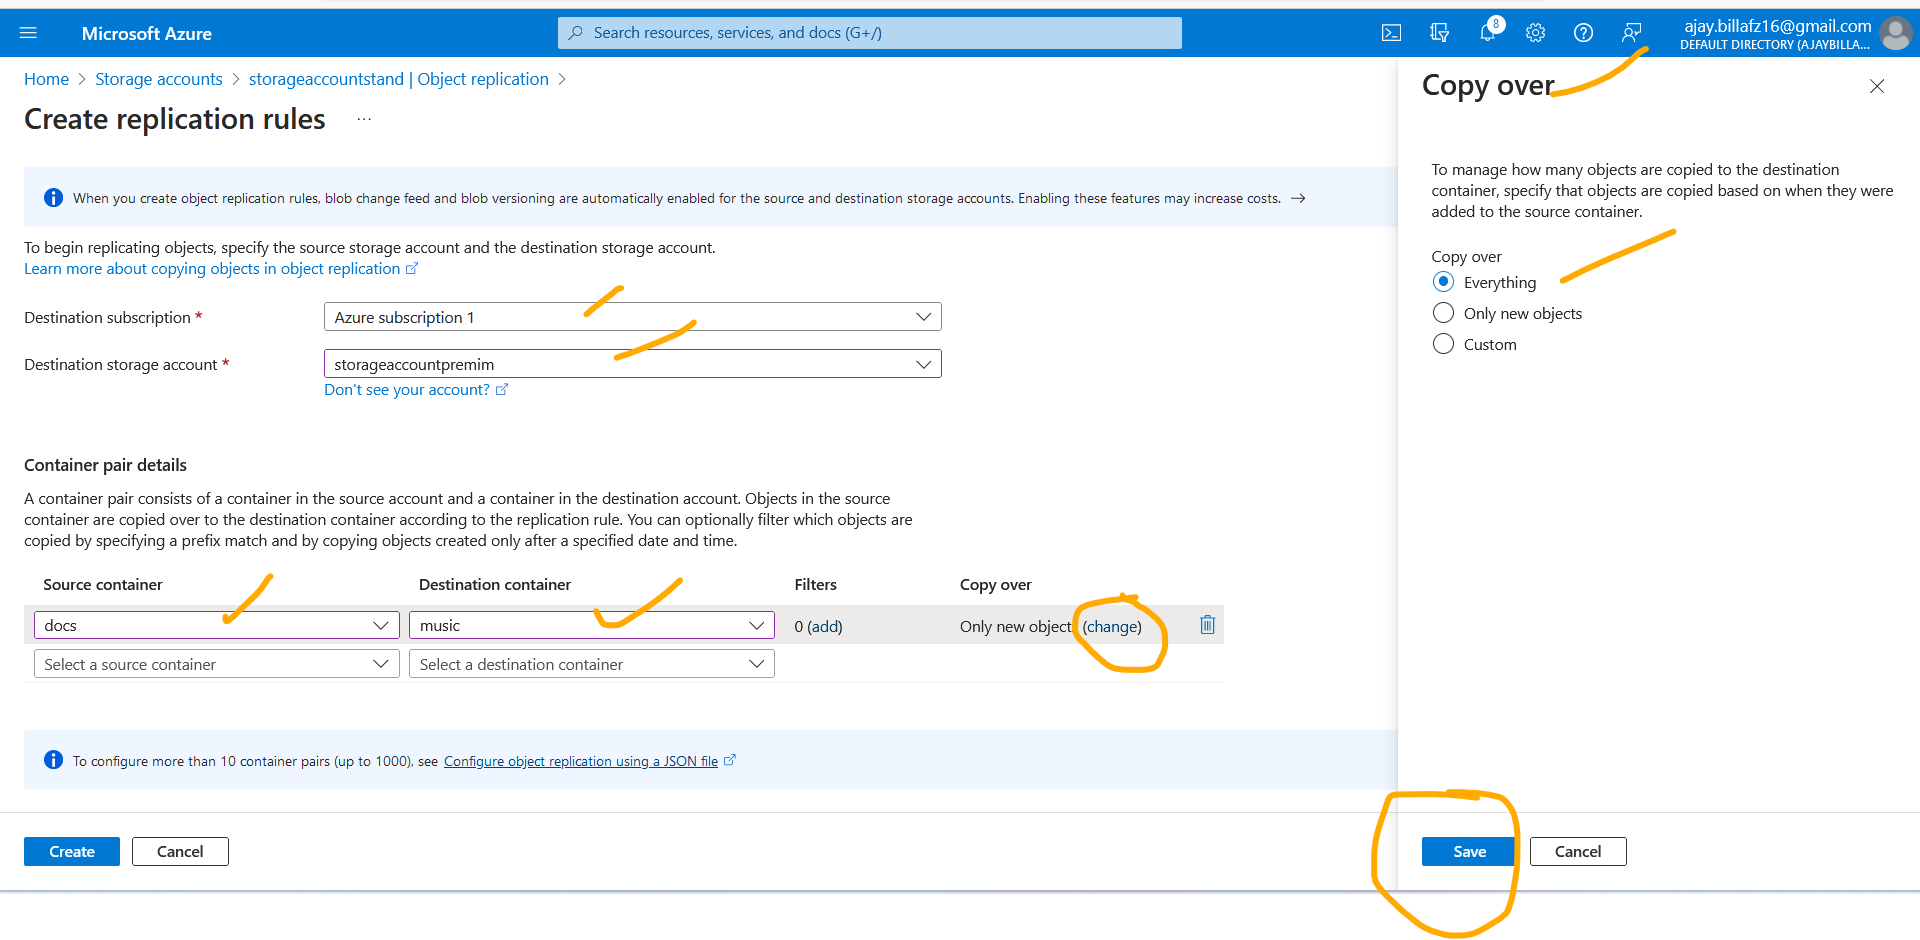 Microsoft Azure
Search resources, services, and docs (G+/)
8
ajay.billafz16@gmail.com
DEFAULT DIRECTORY (AJAYBILLA...
Home > Storage accounts > storageaccountstand | Object replication >
Create replication rules ...
When you create object replication rules, blob change feed and blob versioning are automatically enabled for the source and destination storage accounts. Enabling these features may increase costs. →
To begin replicating objects, specify the source storage account and the destination storage account.
Learn more about copying objects in object replication
Destination subscription *
Azure subscription 1
Destination storage account *
storageaccountpremim
Don't see your account?
Container pair details
A container pair consists of a container in the source account and a container in the destination account. Objects in the source
container are copied over to the destination container according to the replication rule. You can optionally filter which objects are
copied by specifying a prefix match and by copying objects created only after a specified date and time.
Source container Destination container Filters Copy over
docs music 0 (add) Only new object (change)
Select a source container Select a destination container
To configure more than 10 container pairs (up to 1000), see Configure object replication using a JSON file
Create Cancel
Copy over
To manage how many objects are copied to the destination
container, specify that objects are copied based on when they were
added to the source container.
Copy over
Everything
Only new objects
Custom
Save Cancel